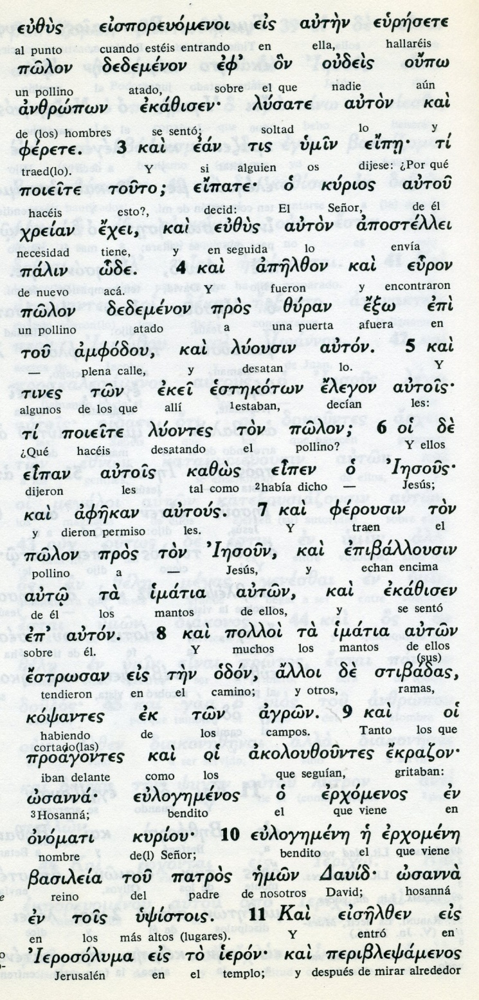 εὐθὺς εἰσπορευόμενοι εἰς αὐτὴν εὑρήσετε
al punto cuando estéis entrando en ella, hallaréis
πῶλον δεδεμένον ἐφ’ ὃν οὐδεὶς οὔπω
un pollino atado, sobre el que nadie aún
ἀνθρώπων ἐκάθισεν· λύσατε αὐτὸν καὶ
de (los) hombres se sentó; soltad lo y
φέρετε. 3 καὶ ἐάν τις ὑμῖν εἴπῃ· τί
traed(lo). Y si alguien os dijese: ¿Por qué
ποιεῖτε τοῦτο; εἴπατε· ὁ κύριος αὐτοῦ
hacéis esto?, decid: El Señor, de él
χρείαν ἔχει, καὶ εὐθὺς αὐτὸν ἀποστέλλει
necesidad tiene, y en seguida lo envía
πάλιν ὧδε. 4 καὶ ἀπῆλθον καὶ εὗρον
de nuevo acá. Y fueron y encontraron
πῶλον δεδεμένον πρὸς θύραν ἔξω ἐπὶ
un pollino atado a una puerta afuera en
τοῦ ἀμφόδου, καὶ λύουσιν αὐτόν. 5 καί
— plena calle, y desatan lo. Y
τινες τῶν ἐκεῖ ἑστηκότων ἔλεγον αὐτοῖς·
algunos de los que allí 1estaban, decían les:
τί ποιεῖτε λύοντες τὸν πῶλον; 6 οἱ δὲ
¿Qué hacéis desatando el pollino? Y ellos
εἶπαν αὐτοῖς καθὼς εἶπεν ὁ Ἰησοῦς·
dijeron les tal como 2había dicho — Jesús;
καὶ ἀφῆκαν αὐτούς. 7 καὶ φέρουσιν τὸν
y dieron permiso les. Y traen el
πῶλον πρὸς τὸν Ἰησοῦν, καὶ ἐπιβάλλουσιν
pollino a — Jesús, y echan encima
αὐτῷ τὰ ἱμάτια αὐτῶν, καὶ ἐκάθισεν
de él los mantos de ellos, y se sentó
ἐπ’ αὐτόν. 8 καὶ πολλοὶ τὰ ἱμάτια αὐτῶν
sobre él. Y muchos los mantos de ellos
(sus)
ἔστρωσαν εἰς τὴν ὁδόν, ἄλλοι δὲ στιβάδας,
tendieron en el camino; y otros, ramas,
κόψαντες ἐκ τῶν ἀγρῶν. 9 καὶ οἱ
habiendo de los campos. Tanto los que
cortado(las)
προάγοντες καὶ οἱ ἀκολουθοῦντες ἔκραζον·
iban delante como los que seguían, gritaban:
ὡσαννά· εὐλογημένος ὁ ἐρχόμενος ἐν
3Hosanná; bendito el que viene en
ὀνόματι κυρίου· 10 εὐλογημένη ἡ ἐρχομένη
nombre de(l) Señor; bendito el que viene
βασιλεία τοῦ πατρὸς ἡμῶν Δαυίδ· ὡσαννὰ
reino del padre de nosotros David; hosanná
ἐν τοῖς ὑψίστοις. 11 Καὶ εἰσῆλθεν εἰς
en los más altos (lugares). Y entró en
Ἱεροσόλυμα εἰς τὸ ἱερόν· καὶ περιβλεψάμενος
Jerusalén en el templo; y después de mirar alrededor